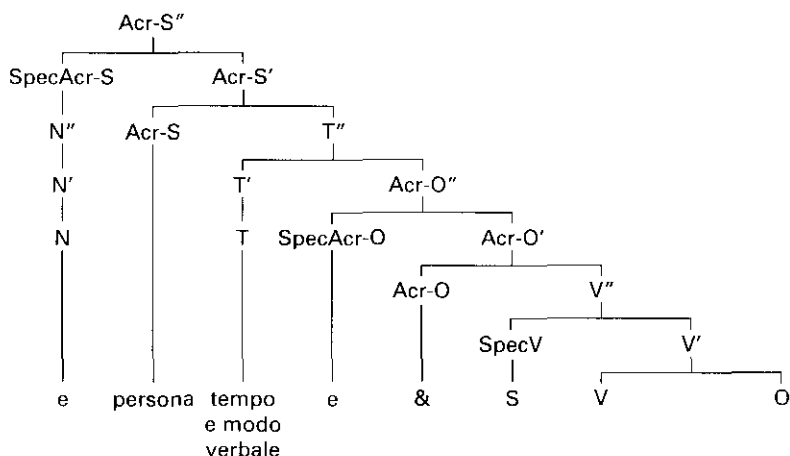 Acr-S″
SpecAcr-S Acr-S′
N″ Acr-S T″
N′ T′ Acr-O″
N T SpecAcr-O Acr-O′
Acr-O V″
SpecV V′
e persona tempo e & S V O
e modo
verbale